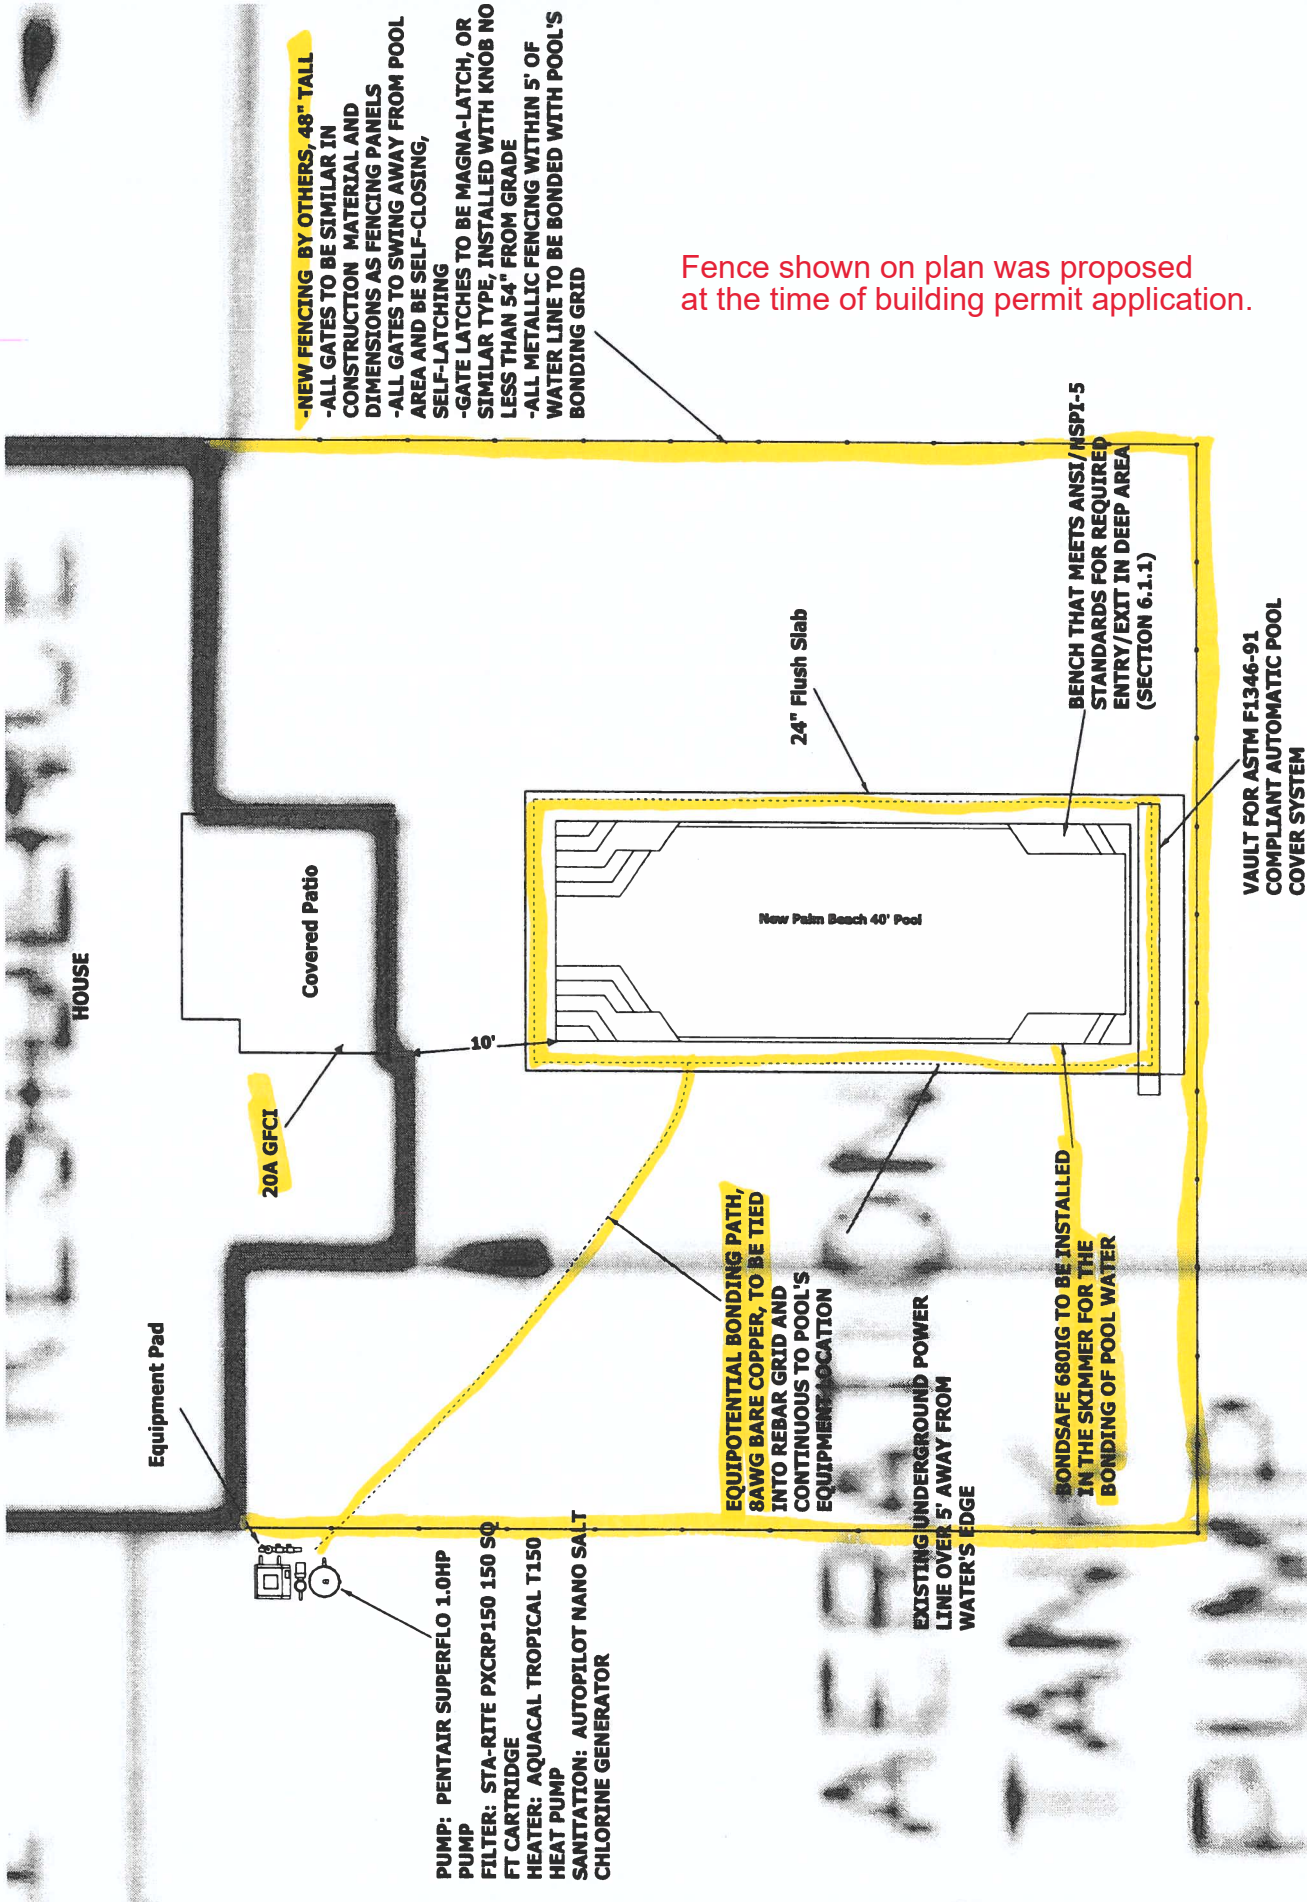 Fence shown on plan was proposed
at the time of building permit application.
-NEW FENCING BY OTHERS, 48" TALL
-ALL GATES TO BE SIMILAR IN
CONSTRUCTION MATERIAL AND
DIMENSIONS AS FENCING PANELS
-ALL GATES TO SWING AWAY FROM POOL
AREA AND BE SELF-CLOSING,
SELF-LATCHING
-GATE LATCHES TO BE MAGNA-LATCH, OR
SIMILAR TYPE, INSTALLED WITH KNOB NO
LESS THAN 54" FROM GRADE
-ALL METALLIC FENCING WITHIN 5' OF
WATER LINE TO BE BONDED WITH POOL'S
BONDING GRID
HOUSE
Covered Patio
20A GFCI
10'
Equipment Pad
24" Flush Slab
New Palm Beach 40' Pool
BENCH THAT MEETS ANSI/NSPI-5
STANDARDS FOR REQUIRED
ENTRY/EXIT IN DEEP AREA
(SECTION 6.1.1)
VAULT FOR ASTM F1346-91
COMPLIANT AUTOMATIC POOL
COVER SYSTEM
EQUIPOTENTIAL BONDING PATH,
8AWG BARE COPPER, TO BE TIED
INTO REBAR GRID AND
CONTINUOUS TO POOL'S
EQUIPMENT LOCATION
EXISTING UNDERGROUND POWER
LINE OVER 5' AWAY FROM
WATER'S EDGE
BONDSAFE 680IG TO BE INSTALLED
IN THE SKIMMER FOR THE
BONDING OF POOL WATER
PUMP: PENTAIR SUPERFLO 1.0HP
PUMP
FILTER: STA-RITE PXCRP150 150 SQ
FT CARTRIDGE
HEATER: AQUACAL TROPICAL T150
HEAT PUMP
SANITATION: AUTOPILOT NANO SALT
CHLORINE GENERATOR
AERATION
TANK
PUMP